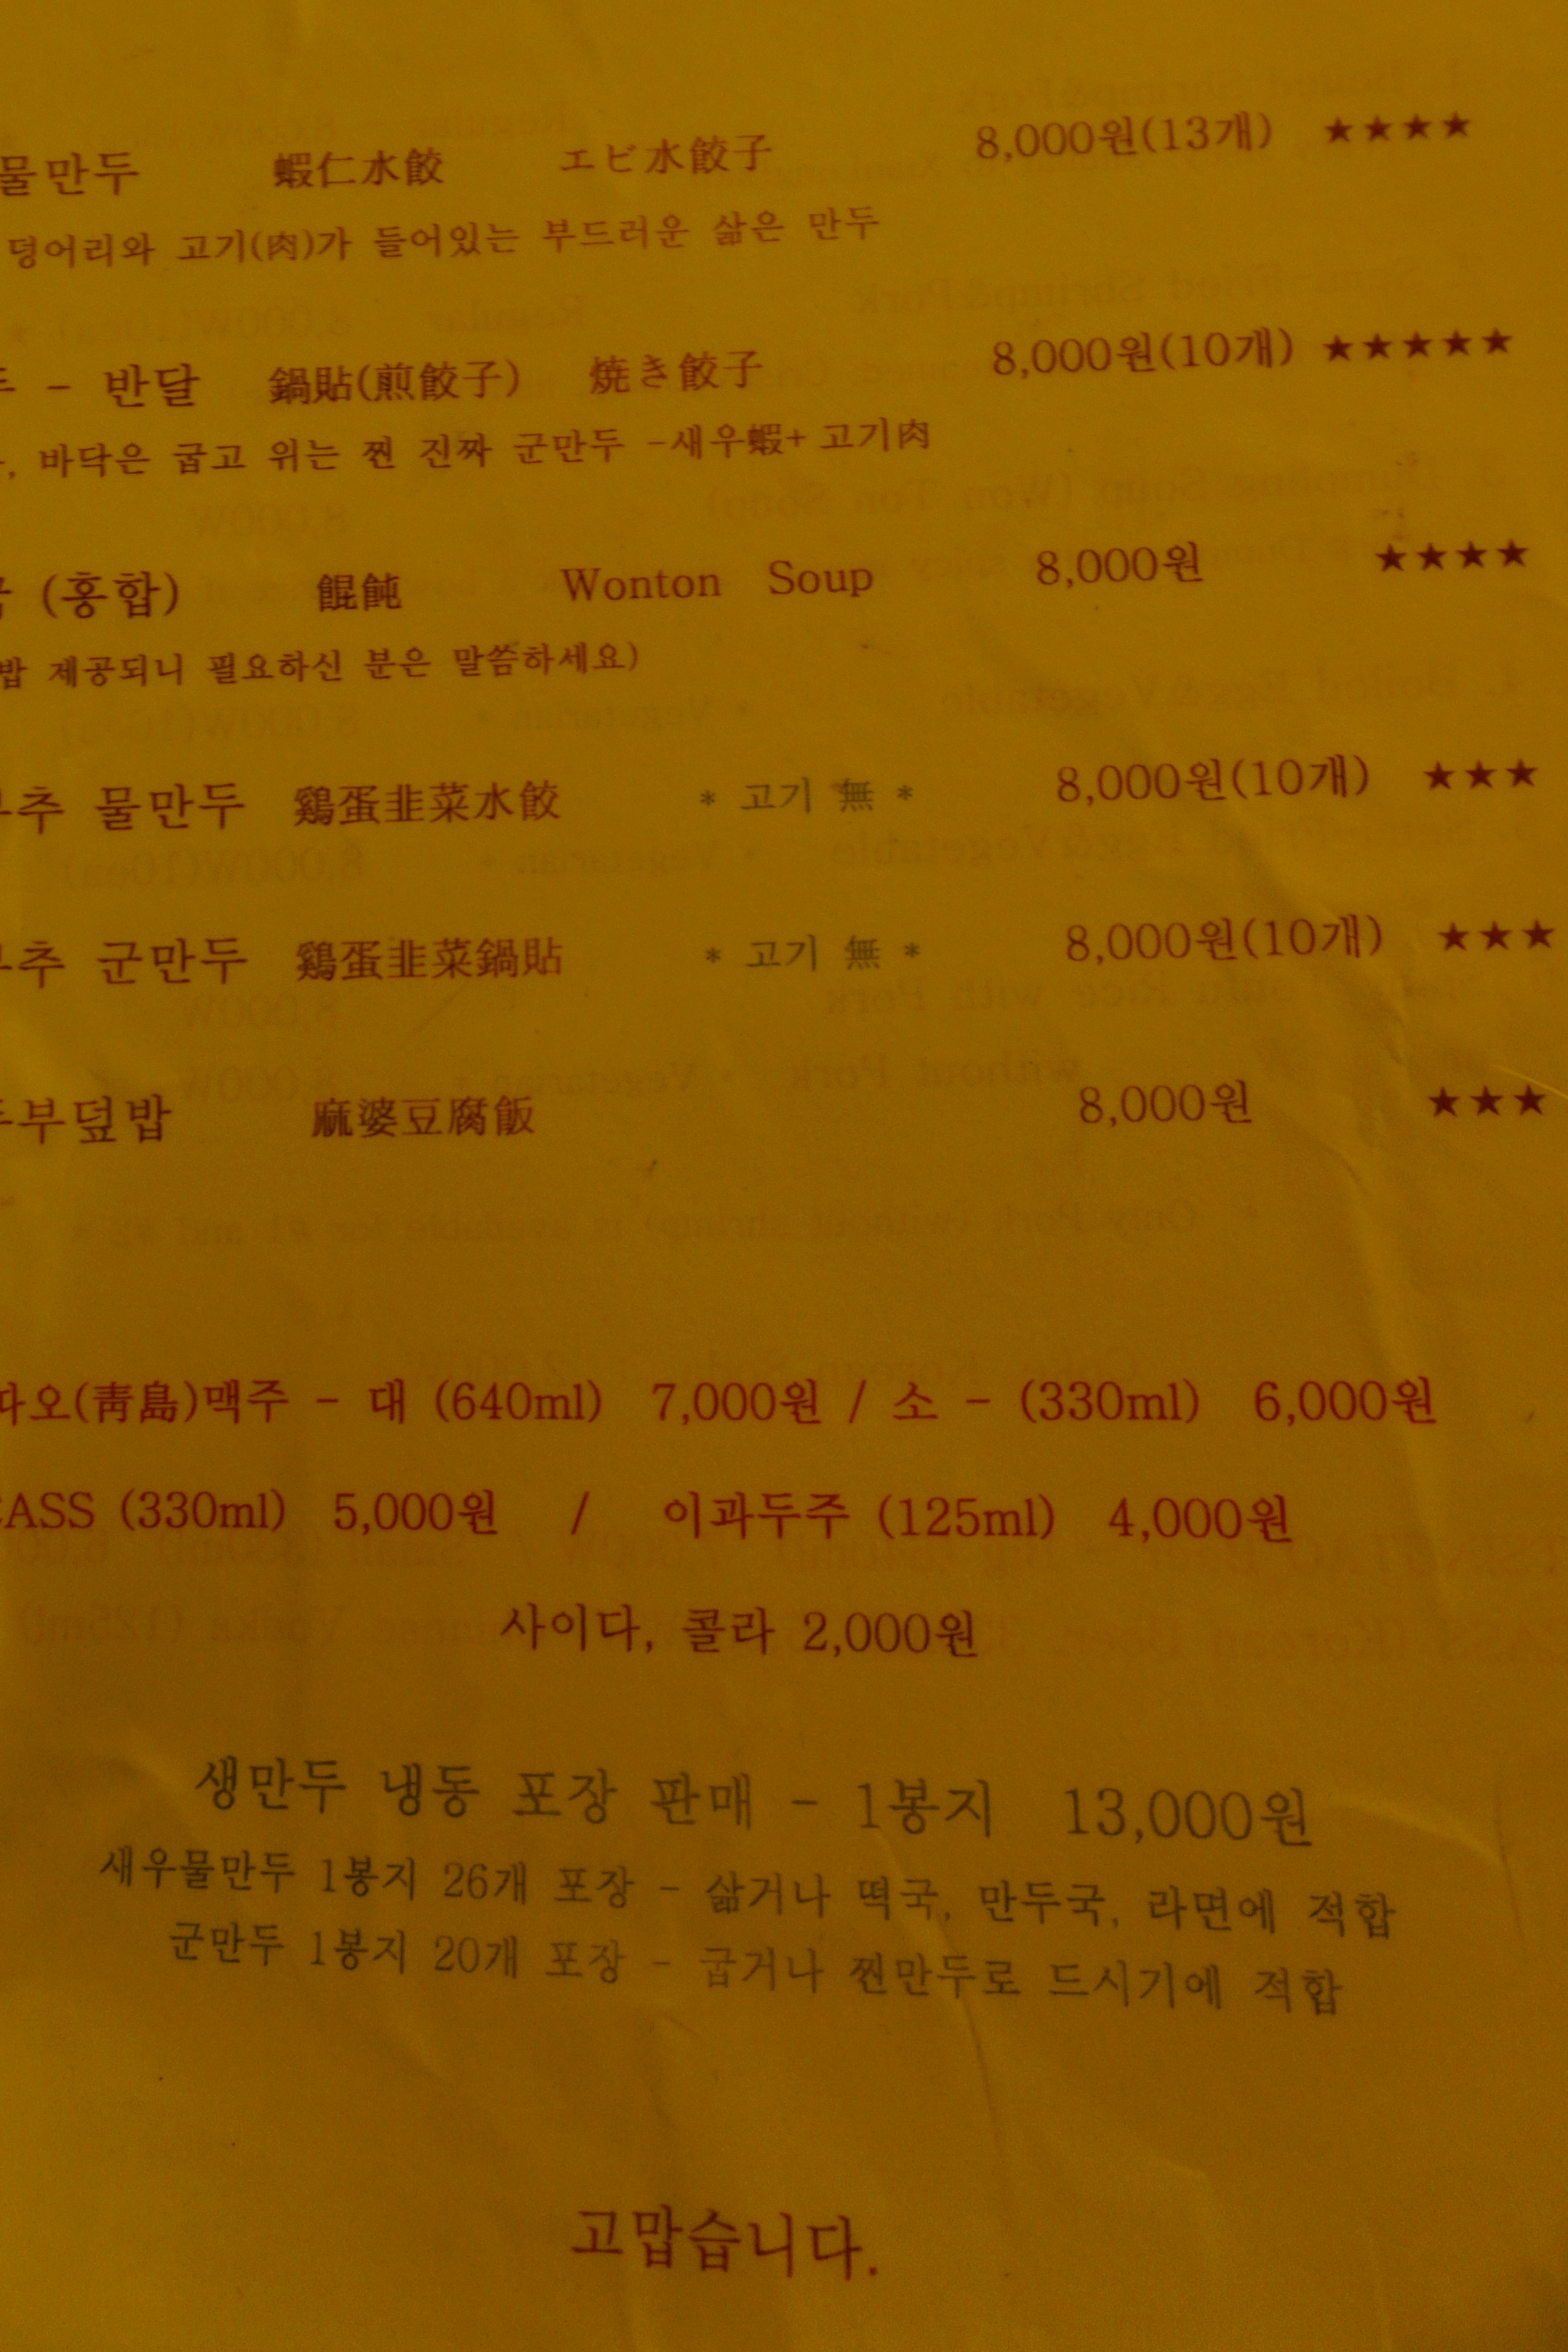 물만두 蝦仁水餃 エビ水餃子 8,000원(13개) ★★★★
덩어리와 고기(肉)가 들어있는 부드러운 삶은 만두
- 반달 鍋貼(煎餃子) 焼き餃子 8,000원(10개) ★★★★★
, 바닥은 굽고 위는 찐 진짜 군만두 -새우蝦+ 고기肉
(홍합) 餛飩 Wonton Soup 8,000원 ★★★★
밥 제공되니 필요하신 분은 말씀하세요)
추 물만두 鷄蛋韭菜水餃 * 고기 無 * 8,000원(10개) ★★★
추 군만두 鷄蛋韭菜鍋貼 * 고기 無 * 8,000원(10개) ★★★
부덮밥 麻婆豆腐飯 8,000원 ★★★
따오(靑島)맥주 - 대 (640ml) 7,000원 / 소 - (330ml) 6,000원
CASS (330ml) 5,000원 / 이과두주 (125ml) 4,000원
사이다, 콜라 2,000원
생만두 냉동 포장 판매 - 1봉지 13,000원
새우물만두 1봉지 26개 포장 - 삶거나 떡국, 만두국, 라면에 적합
군만두 1봉지 20개 포장 - 굽거나 찐만두로 드시기에 적합
고맙습니다.